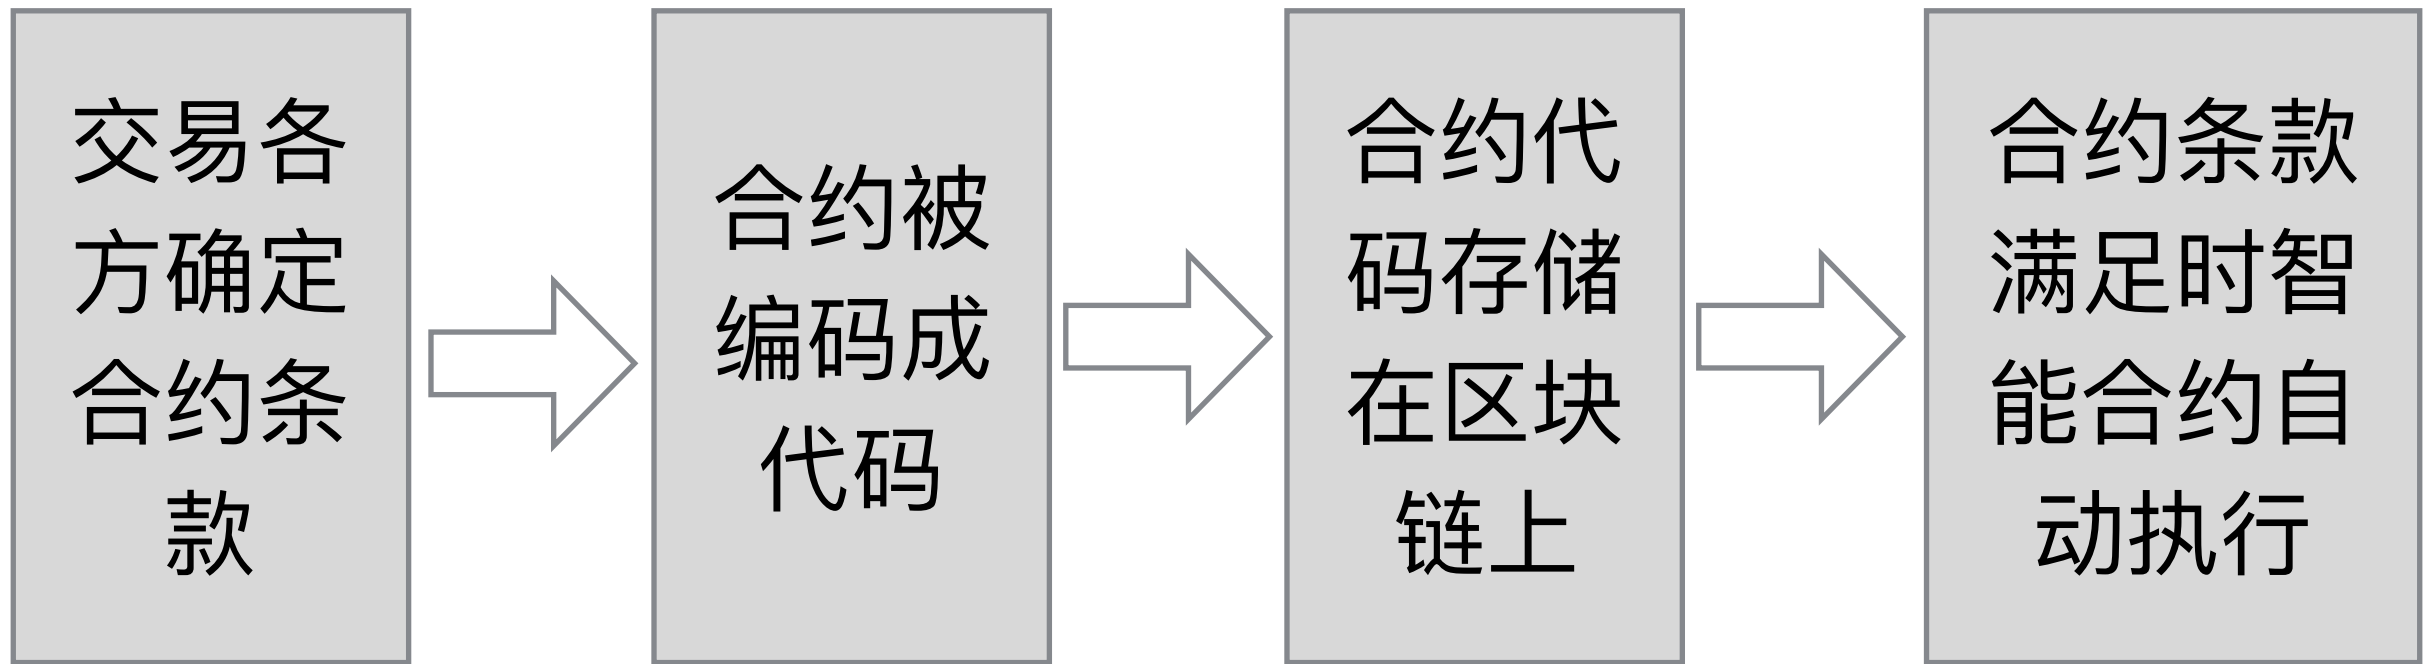 交易各
方确定
合约条
款
合约被
编码成
代码
合约代
码存储
在区块
链上
合约条款
满足时智
能合约自
动执行